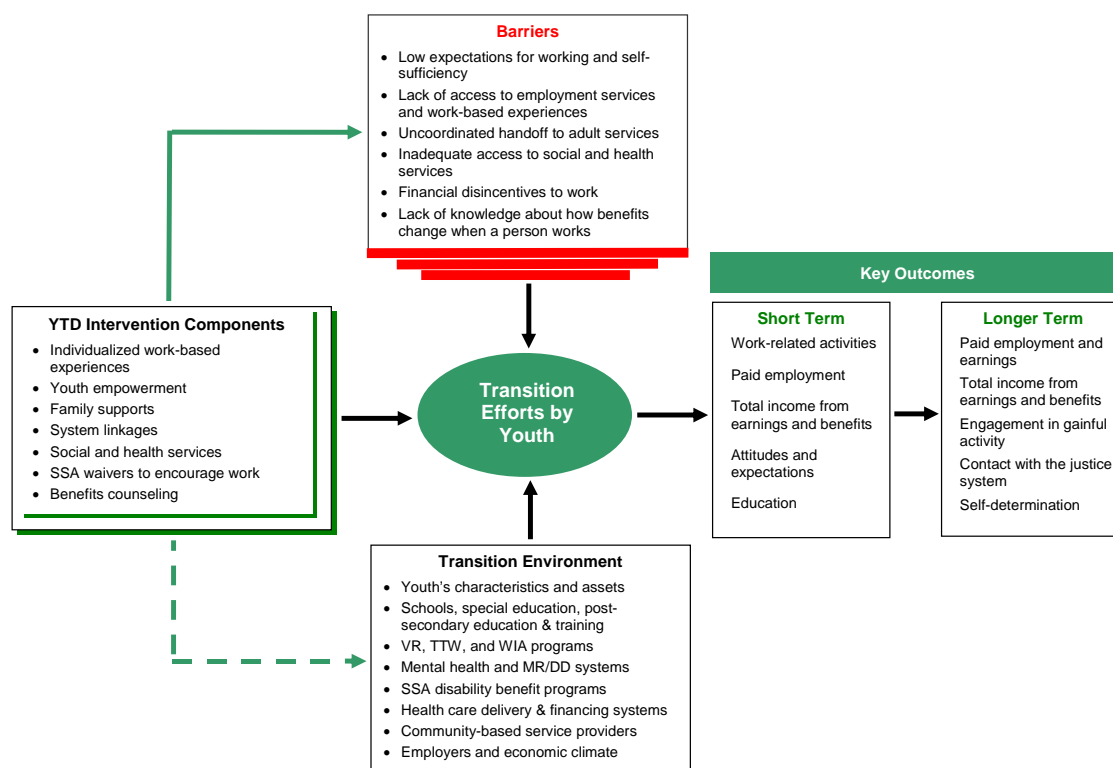 Barriers
• Low expectations for working and self-
sufficiency
• Lack of access to employment services
and work-based experiences
• Uncoordinated handoff to adult services
• Inadequate access to social and health
services
• Financial disincentives to work
• Lack of knowledge about how benefits
change when a person works
YTD Intervention Components
• Individualized work-based
experiences
• Youth empowerment
• Family supports
• System linkages
• Social and health services
• SSA waivers to encourage work
• Benefits counseling
Transition
Efforts by
Youth
Key Outcomes
Short Term
Work-related activities
Paid employment
Total income from
earnings and benefits
Attitudes and
expectations
Education
Longer Term
Paid employment and
earnings
Total income from
earnings and benefits
Engagement in gainful
activity
Contact with the justice
system
Self-determination
Transition Environment
• Youth's characteristics and assets
• Schools, special education, post-
secondary education & training
• VR, TTW, and WIA programs
• Mental health and MR/DD systems
• SSA disability benefit programs
• Health care delivery & financing systems
• Community-based service providers
• Employers and economic climate